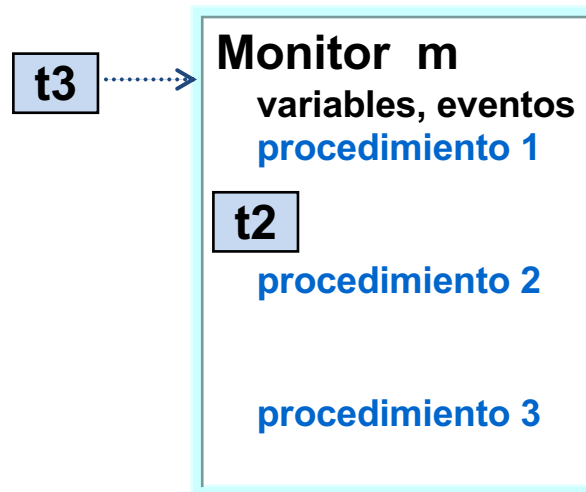 Monitor m
t3
variables, eventos
procedimiento 1
t2
procedimiento 2
procedimiento 3